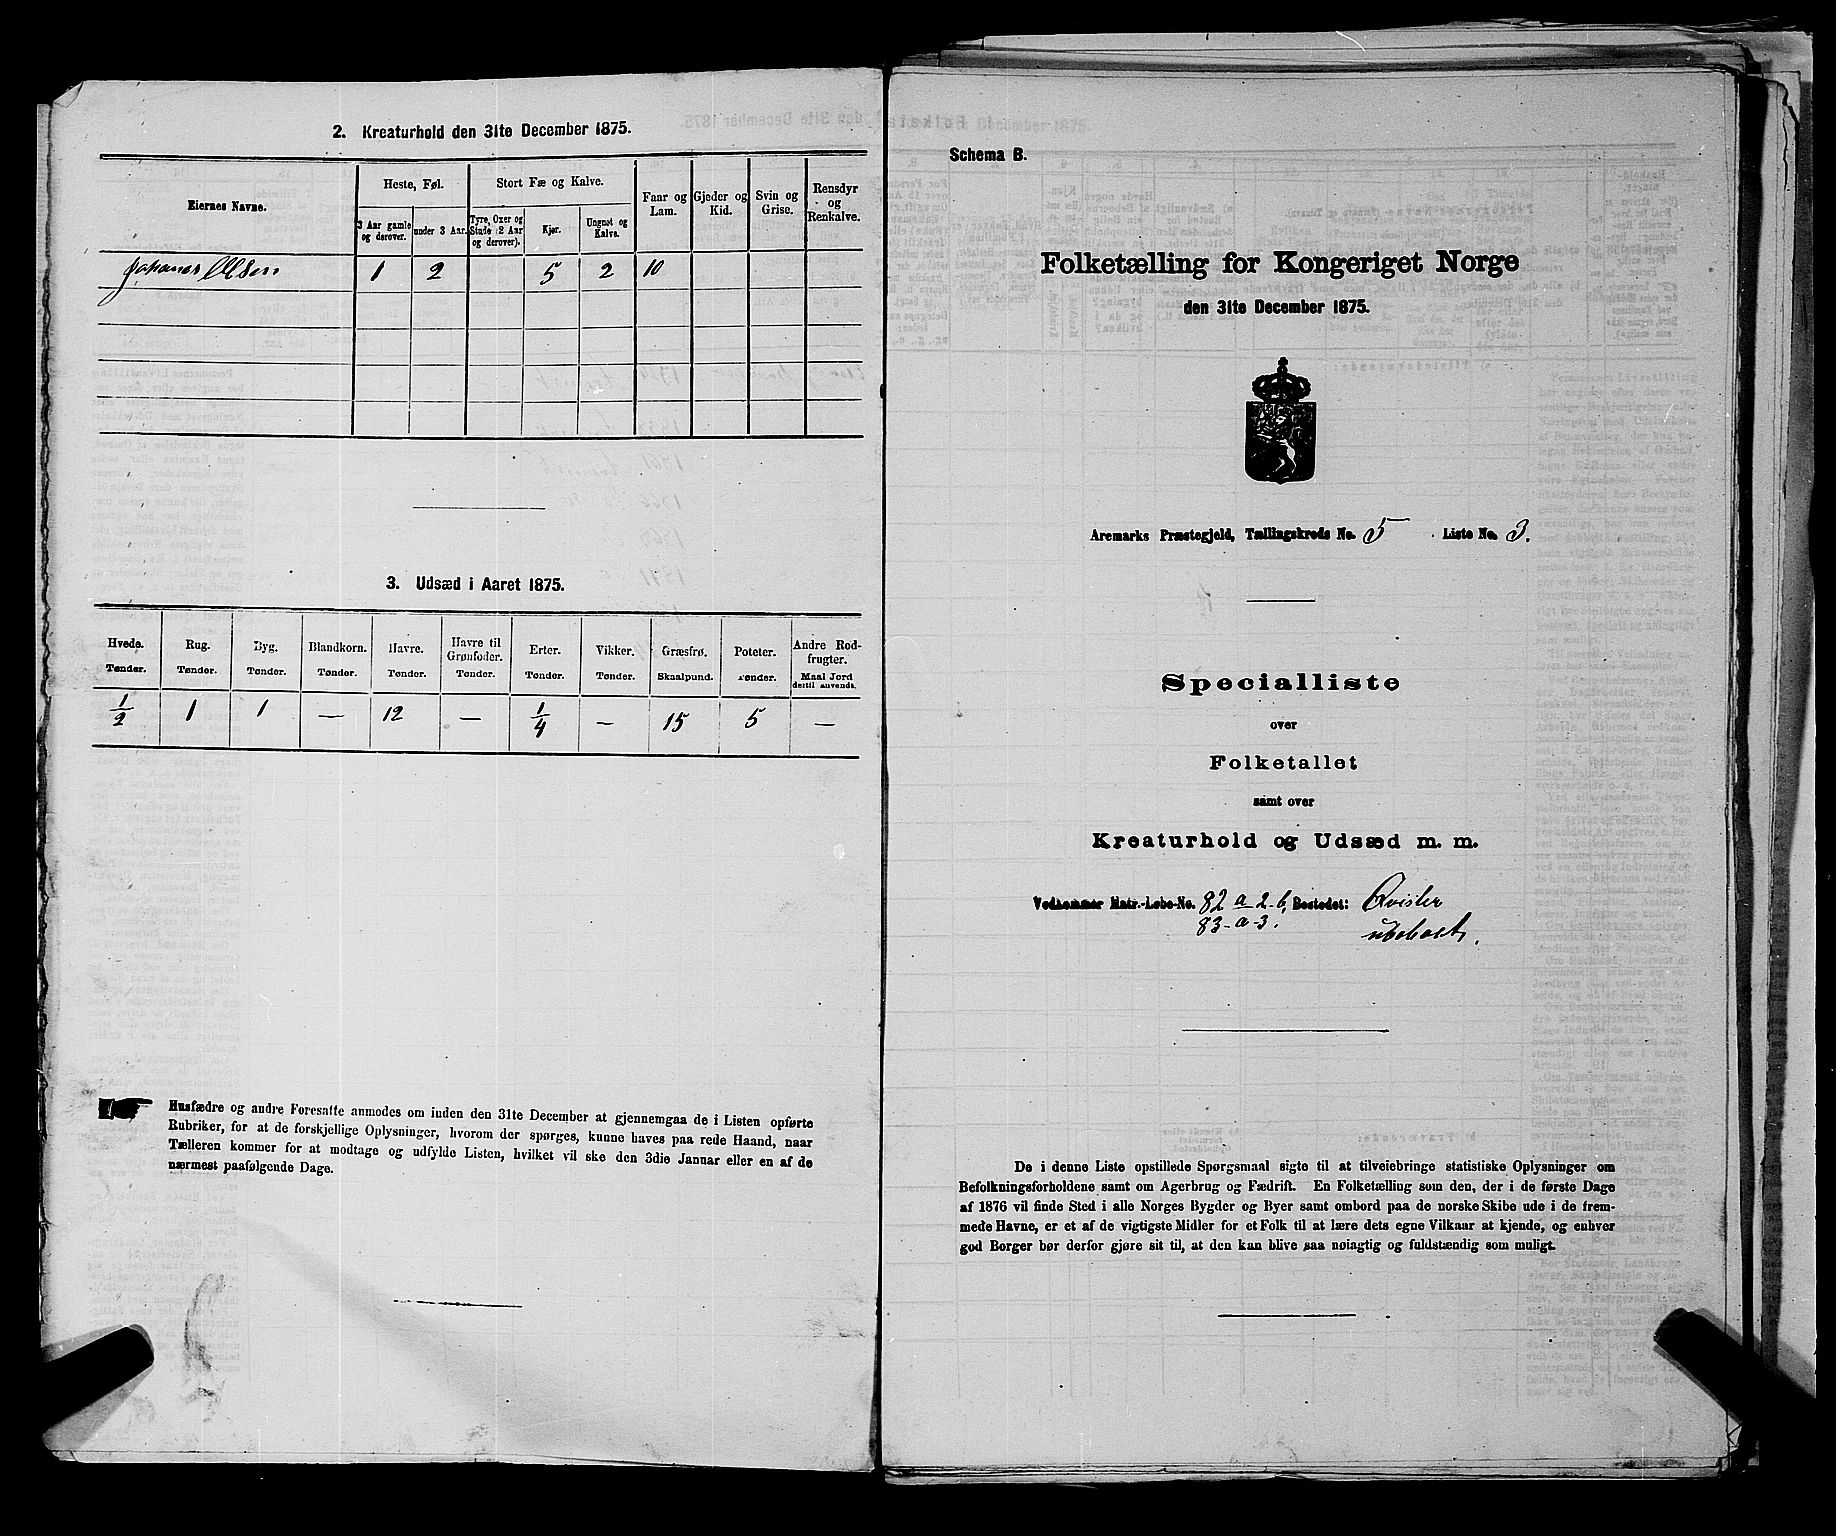 2. Kreaturhold den 31te December 1875.
Eiernes Navne.
Heste, Føl.
3 Aar gamle og derover.
under 3 Aar.
Stort Fæ og Kalve.
Tyre, Oxer og Stude (2 Aar og derover).
Kjør.
Ungnøt og Kalve.
Faar og Lam.
Gjeder og Kid.
Svin og Grise.
Rensdyr og Renkalve.
Johanes Olsen 1 2 5 2 10
3. Udsæd i Aaret 1875.
Hvede. Rug. Byg. Blandkorn. Havre. Havre til Grønfoder. Erter. Vikker. Græsfrø. Poteter. Andre Rodfrugter.
Tønder. Tønder. Tønder. Tønder. Tønder. Tønder. Tønder. Tønder. Skaalpund. Tønder. Maal Jord dertil anvendt.
1/2 1 1 — 12 — 1/4 — 15 5 —
Husfædre og andre Foresatte anmodes om inden den 31te December at gjennemgaa de i Listen opførte
Rubriker, for at de forskjellige Oplysninger, hvorom der spørges, kunne haves paa rede Haand, naar
Tælleren kommer for at modtage og udfylde Listen, hvilket vil ske den 3die Januar eller en af de
nærmest paafølgende Dage.
Schema B.
Folketælling for Kongeriget Norge
den 31te December 1875.
Aremarks Præstegjeld, Tællingskreds No. 5 Liste No. 3.
Specialliste
over
Folketallet
samt over
Kreaturhold og Udsæd m. m.
Vedkommer Matr.-Løbe-No. 82 a 2-b, Bostedet: Qvisler
83-a-3. ubeboet.
De i denne Liste opstillede Spørgsmaal sigte til at tilveiebringe statistiske Oplysninger om
Befolkningsforholdene samt om Agerbrug og Fædrift. En Folketælling som den, der i de første Dage
af 1876 vil finde Sted i alle Norges Bygder og Byer samt ombord paa de norske Skibe ude i de frem-
mede Havne, er et af de vigtigste Midler for et Folk til at lære dets egne Vilkaar at kjende, og enhver
god Borger bør derfor gjøre sit til, at den kan blive saa nøiagtig og fuldstændig som muligt.